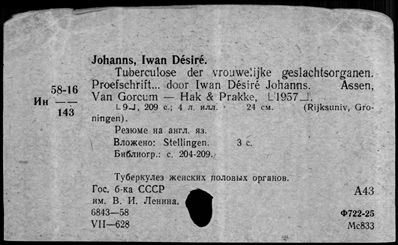 Johanns, Iwan Désiré.
Tuberculose der vrouwelijke geslachtsorganen.
58-16
Proefschrift... door Iwan Désiré Johanns. Assen,
Ин
Van Gorcum — Hak & Prakke, [1957].
143
[9], 209 с.; 4 л. илл. 24 см. (Rijksuniv, Gro-
ningen).
Резюме на англ. яз.
Вложено: Stellingen. 3 с.
Библиогр.: с. 204-209.
Туберкулез женских половых органов.
Гос. б-ка СССР А43
им. В. И. Ленина.
6843—58 Ф722-25
VII—628 Мс833